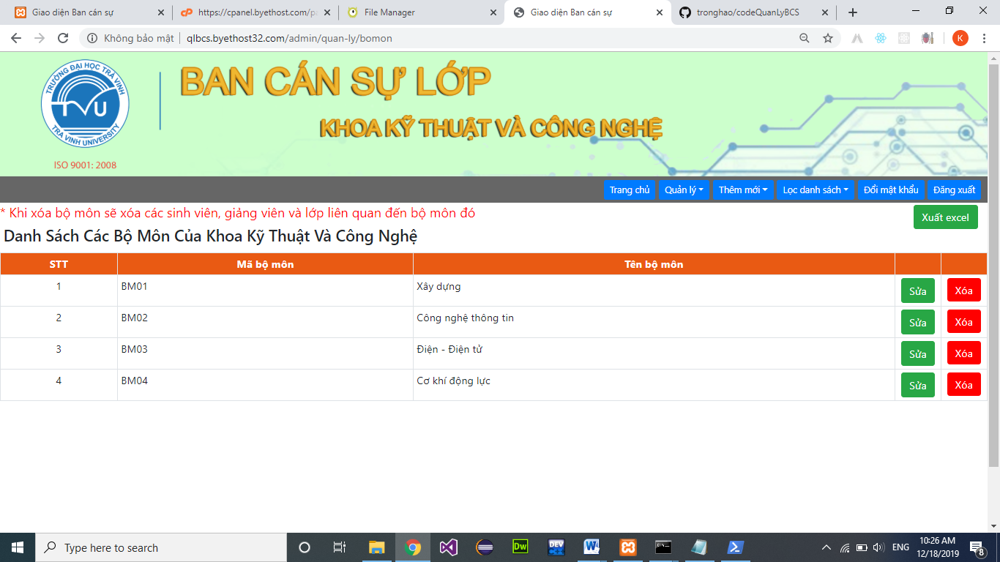 Giao diện Ban cán sự
https://cpanel.byethost.com/pa
File Manager
Giao diện Ban cán sự
tronghao/codeQuanLyBCS
Không bảo mật
qlbcs.byethost32.com/admin/quan-ly/bomon
K
TRƯỜNG ĐẠI HỌC TRÀ VINH
TVU
TRA VINH UNIVERSITY
ISO 9001: 2008
BAN CÁN SỰ LỚP
KHOA KỸ THUẬT VÀ CÔNG NGHỆ
Trang chủ Quản lý Thêm mới Lọc danh sách Đổi mật khẩu Đăng xuất
* Khi xóa bộ môn sẽ xóa các sinh viên, giảng viên và lớp liên quan đến bộ môn đó
Xuất excel
Danh Sách Các Bộ Môn Của Khoa Kỹ Thuật Và Công Nghệ
STT Mã bộ môn Tên bộ môn
1 BM01 Xây dựng Sửa Xóa
2 BM02 Công nghệ thông tin Sửa Xóa
3 BM03 Điện - Điện tử Sửa Xóa
4 BM04 Cơ khí động lực Sửa Xóa
Type here to search
Dw
DEV
W
ENG
10:26 AM
12/18/2019
8